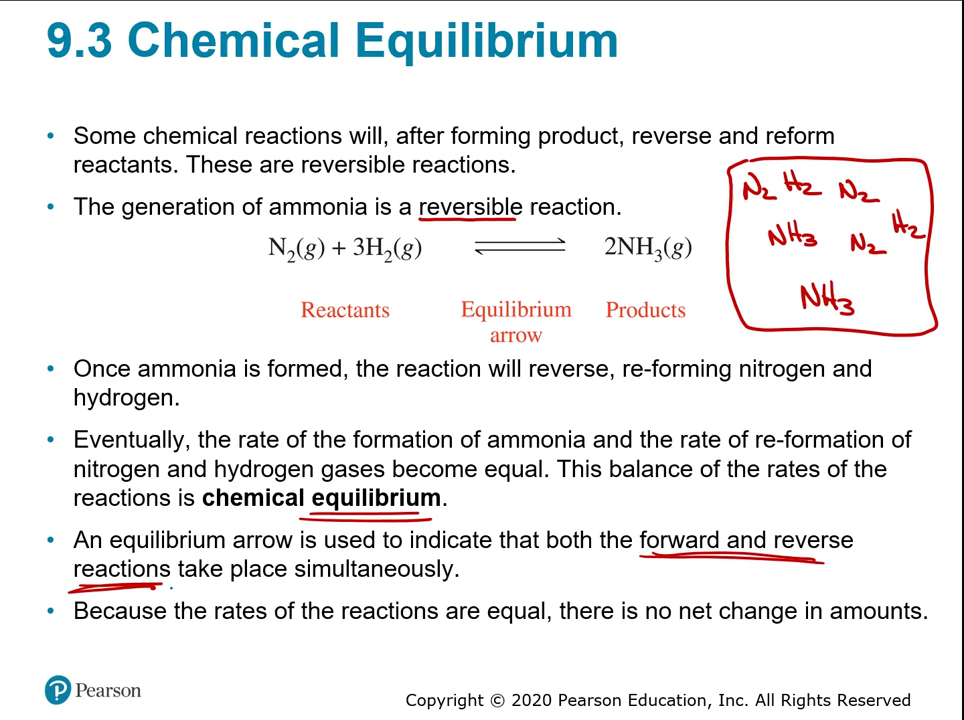 9.3 Chemical Equilibrium
• Some chemical reactions will, after forming product, reverse and reform
reactants. These are reversible reactions.
• The generation of ammonia is a reversible reaction.
N₂(g) + 3H₂(g) ⇌ 2NH₃(g)
Reactants Equilibrium arrow Products
N₂ H₂ N₂
NH₃ N₂ H₂
NH₃
• Once ammonia is formed, the reaction will reverse, re-forming nitrogen and
hydrogen.
• Eventually, the rate of the formation of ammonia and the rate of re-formation of
nitrogen and hydrogen gases become equal. This balance of the rates of the
reactions is chemical equilibrium.
• An equilibrium arrow is used to indicate that both the forward and reverse
reactions take place simultaneously.
• Because the rates of the reactions are equal, there is no net change in amounts.
P Pearson
Copyright © 2020 Pearson Education, Inc. All Rights Reserved